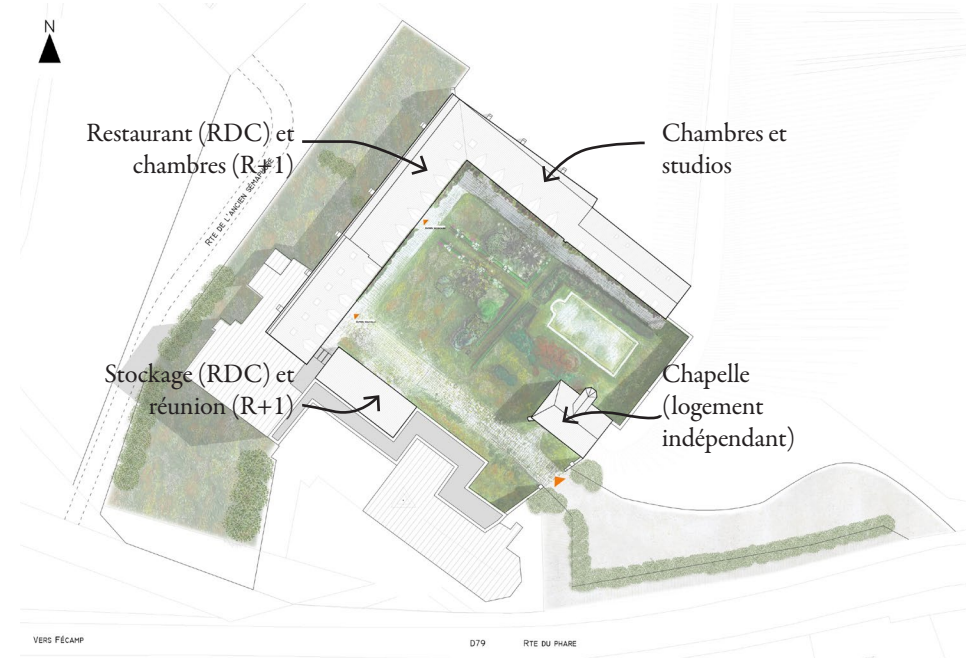 N
Restaurant (RDC) et
chambres (R+1)
Chambres et
studios
RTE DE L'ANCIEN SÉMAPHORE
Stockage (RDC) et
réunion (R+1)
Chapelle
(logement
indépendant)
VERS FÉCAMP
D79
RTE DU PHARE